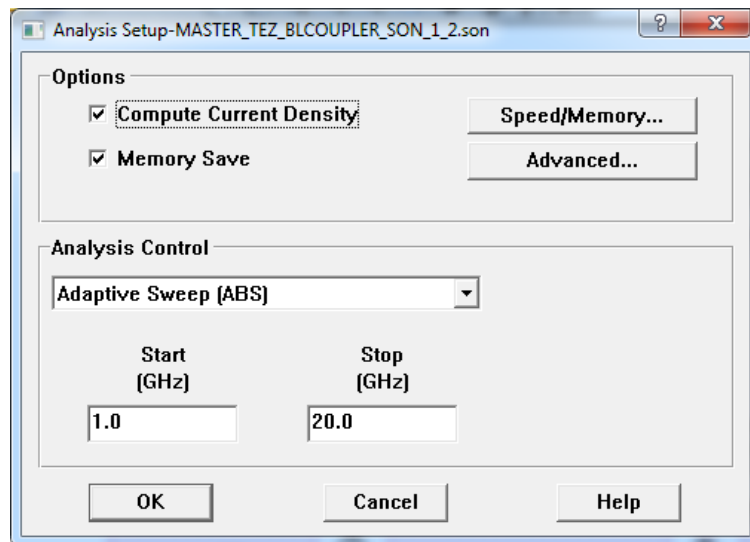 Analysis Setup-MASTER_TEZ_BLCOUPLER_SON_1_2.son
Options
Compute Current Density
Speed/Memory...
Memory Save
Advanced...
Analysis Control
Adaptive Sweep (ABS)
Start Stop
(GHz) (GHz)
1.0 20.0
OK Cancel Help